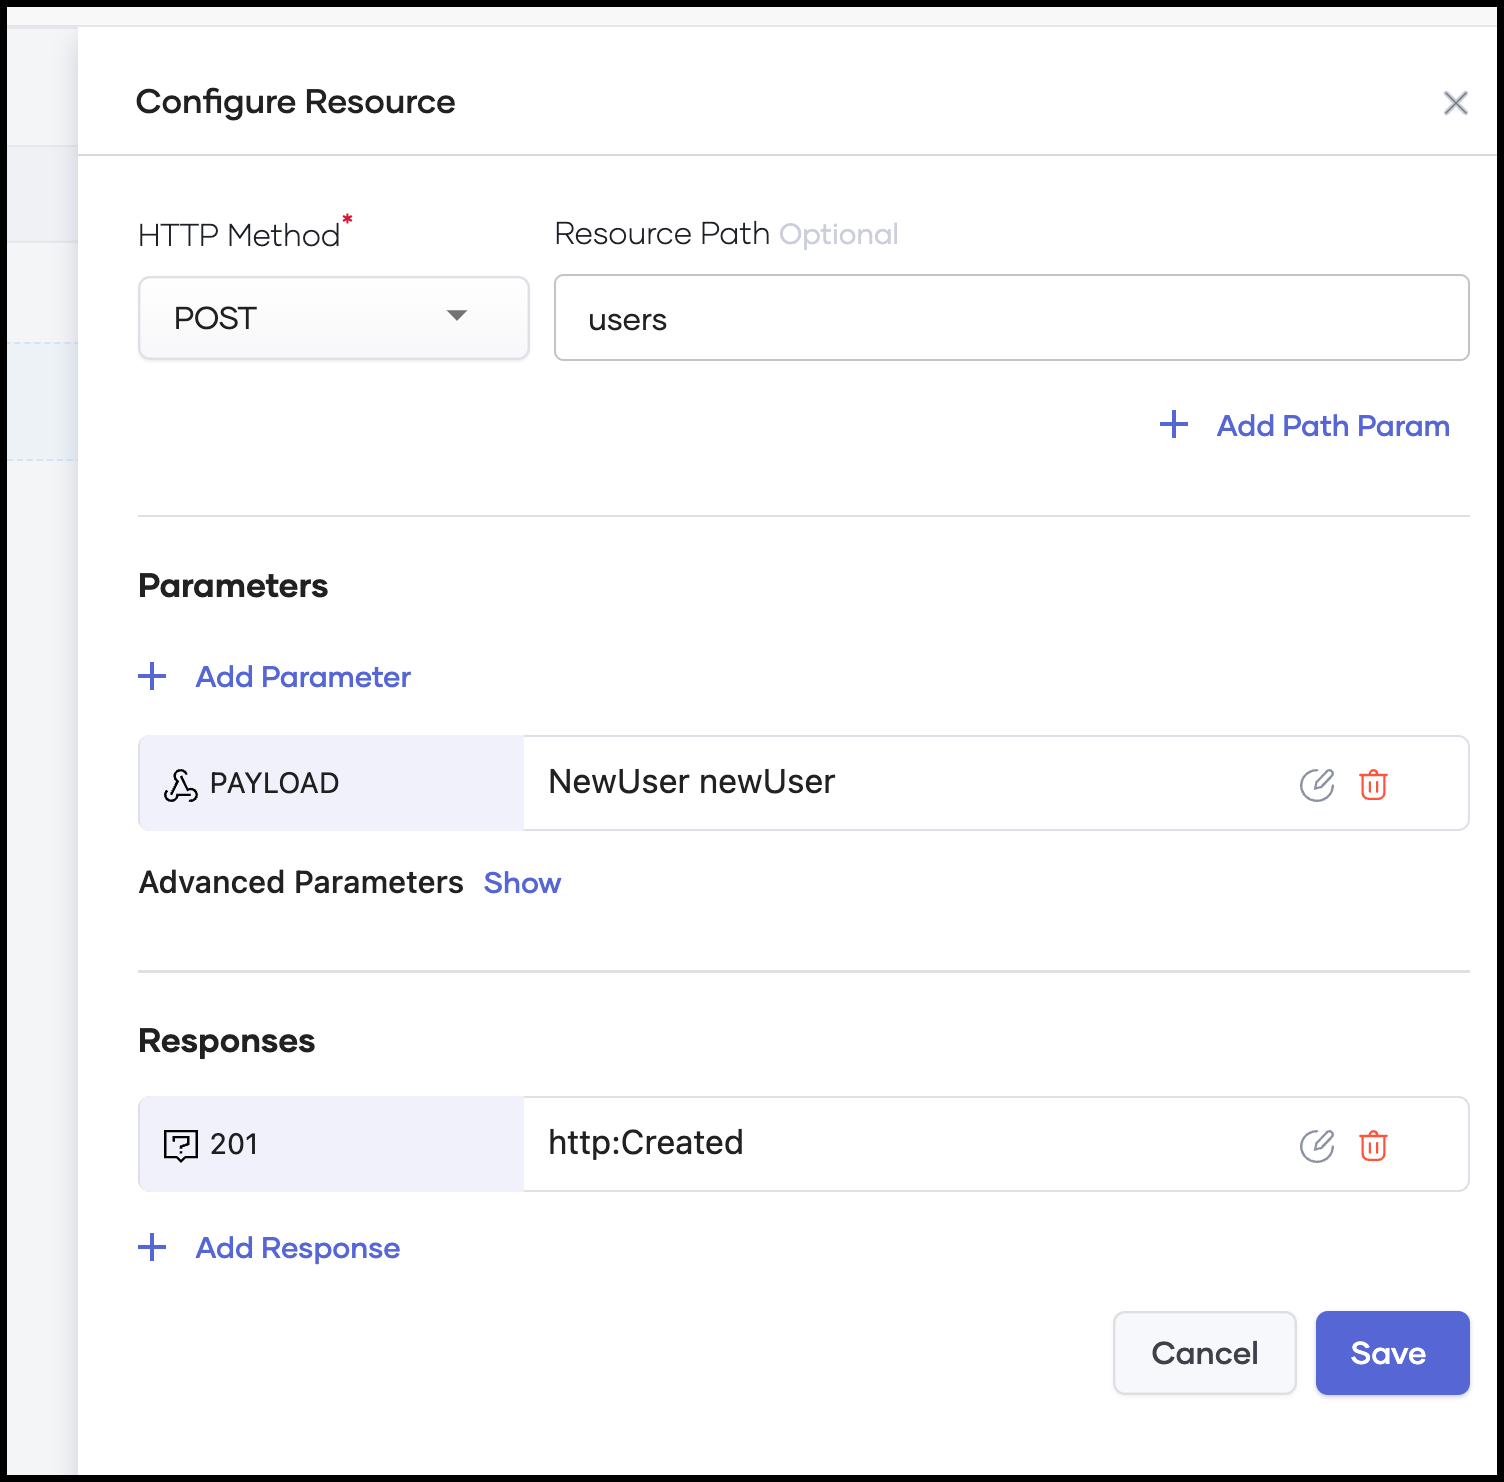 Configure Resource
HTTP Method* Resource Path Optional
POST users
Add Path Param
Parameters
Add Parameter
PAYLOAD NewUser newUser
Advanced Parameters Show
Responses
201 http:Created
Add Response
Cancel Save